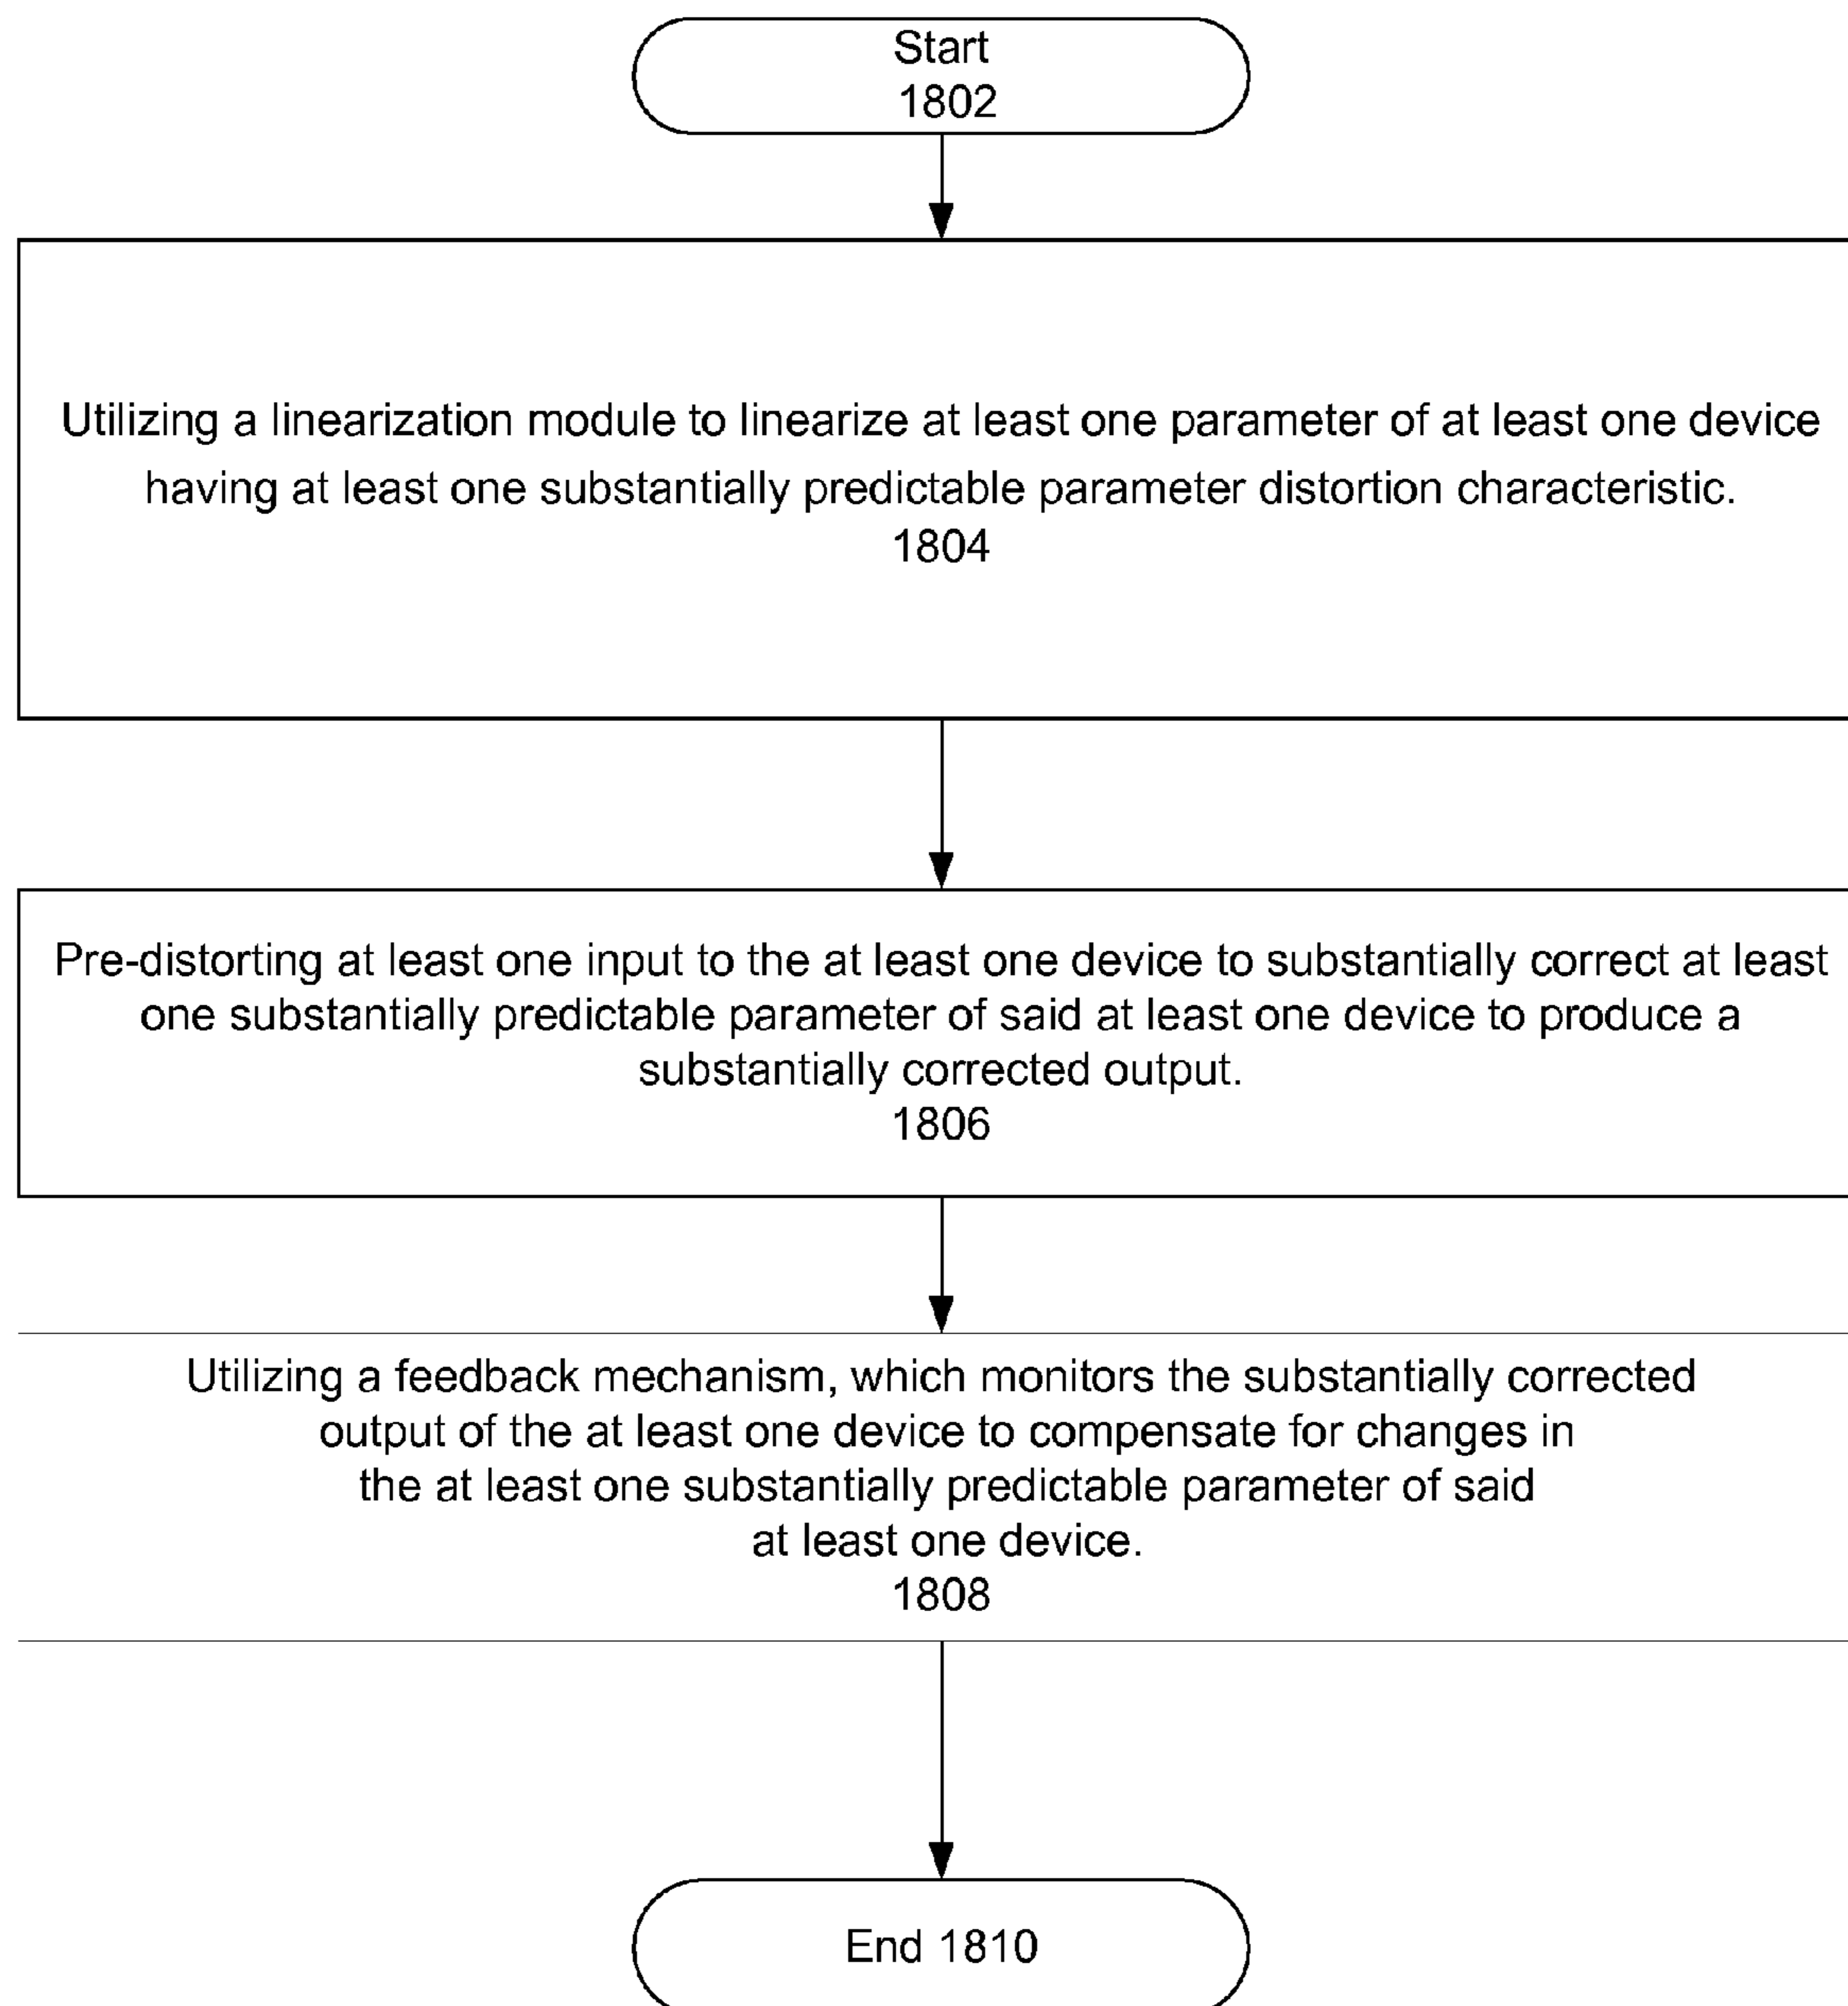 Start
1802
Utilizing a linearization module to linearize at least one parameter of at least one device
having at least one substantially predictable parameter distortion characteristic.
1804
Pre-distorting at least one input to the at least one device to substantially correct at least
one substantially predictable parameter of said at least one device to produce a
substantially corrected output.
1806
Utilizing a feedback mechanism, which monitors the substantially corrected
output of the at least one device to compensate for changes in
the at least one substantially predictable parameter of said
at least one device.
1808
End 1810